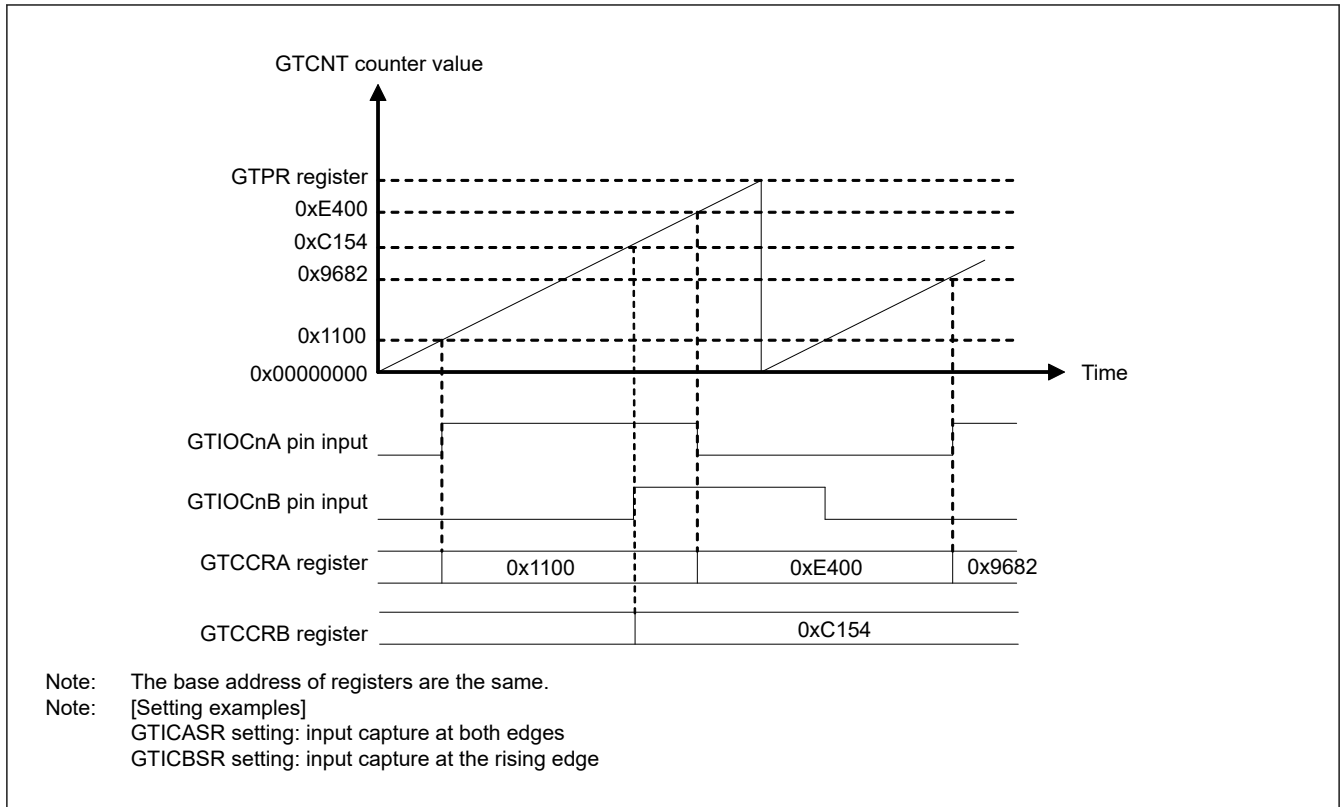 GTCNT counter value
GTPR register
0xE400
0xC154
0x9682
0x1100
0x00000000
Time
GTIOCnA pin input
GTIOCnB pin input
GTCCRA register
0x1100
0xE400
0x9682
GTCCRB register
0xC154
Note: The base address of registers are the same.
Note: [Setting examples]
GTICASR setting: input capture at both edges
GTICBSR setting: input capture at the rising edge